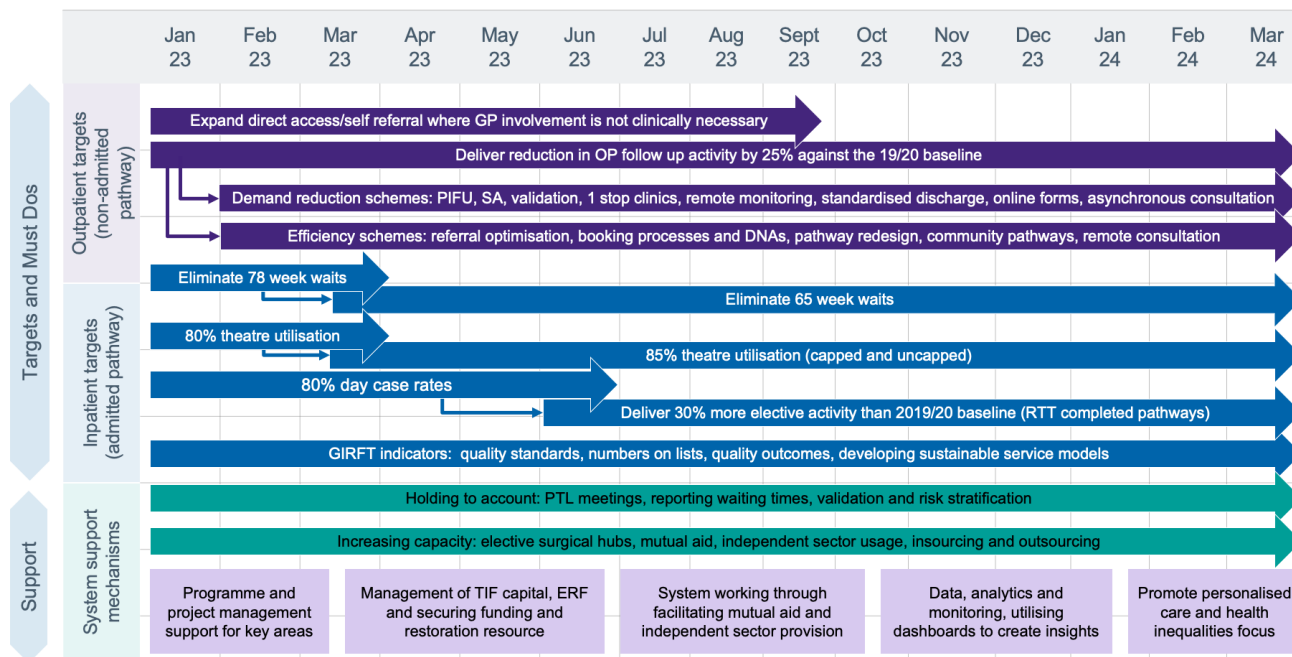 Jan 23
Feb 23
Mar 23
Apr 23
May 23
Jun 23
Jul 23
Aug 23
Sept 23
Oct 23
Nov 23
Dec 23
Jan 24
Feb 24
Mar 24
Targets and Must Dos
Outpatient targets
(non-admitted
pathway)
Expand direct access/self referral where GP involvement is not clinically necessary
Deliver reduction in OP follow up activity by 25% against the 19/20 baseline
Demand reduction schemes: PIFU, SA, validation, 1 stop clinics, remote monitoring, standardised discharge, online forms, asynchronous consultation
Efficiency schemes: referral optimisation, booking processes and DNAs, pathway redesign, community pathways, remote consultation
Inpatient targets
(admitted pathway)
Eliminate 78 week waits
Eliminate 65 week waits
80% theatre utilisation
85% theatre utilisation (capped and uncapped)
80% day case rates
Deliver 30% more elective activity than 2019/20 baseline (RTT completed pathways)
GIRFT indicators: quality standards, numbers on lists, quality outcomes, developing sustainable service models
Support
System support
mechanisms
Holding to account: PTL meetings, reporting waiting times, validation and risk stratification
Increasing capacity: elective surgical hubs, mutual aid, independent sector usage, insourcing and outsourcing
Programme and
project management
support for key areas
Management of TIF capital, ERF
and securing funding and
restoration resource
System working through
facilitating mutual aid and
independent sector provision
Data, analytics and
monitoring, utilising
dashboards to create insights
Promote personalised
care and health
inequalities focus